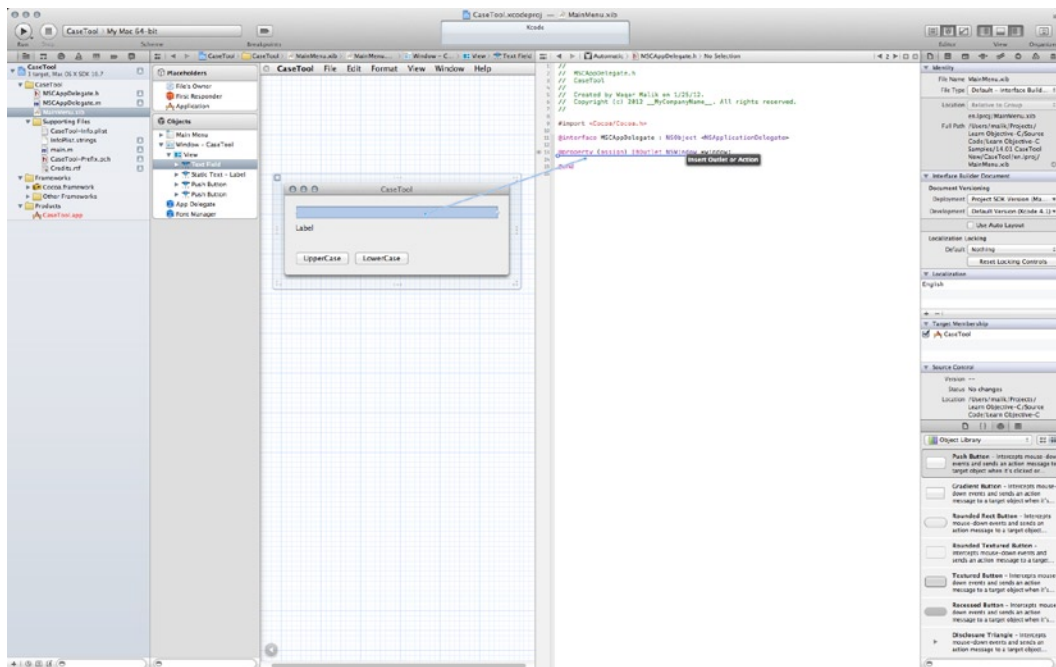 CaseTool.xcodeproj — MainMenu.xib
Xcode
CaseTool
My Mac 64-bit
Run
Stop
Scheme
Breakpoints
Editor
View
Organizer
CaseTool
1 target, Mac OS X SDK 10.7
CaseTool
MSCAppDelegate.h
MSCAppDelegate.m
MainMenu.xib
Supporting Files
CaseTool-Info.plist
InfoPlist.strings
main.m
CaseTool-Prefix.pch
Credits.rtf
Frameworks
Cocoa.framework
Other Frameworks
Products
CaseTool.app
Placeholders
File's Owner
First Responder
Application
Objects
Main Menu
Window - CaseTool
View
Text Field
Static Text - Label
Push Button
Push Button
App Delegate
Font Manager
CaseTool File Edit Format View Window Help
CaseTool
Label
UpperCase LowerCase
Automatic
MSCAppDelegate.h
No Selection
//
// MSCAppDelegate.h
// CaseTool
//
// Created by Waqar Malik on 1/25/12.
// Copyright (c) 2012 __MyCompanyName__. All rights reserved.
//
#import <Cocoa/Cocoa.h>
@interface MSCAppDelegate : NSObject <NSApplicationDelegate>
@property (assign) IBOutlet NSWindow *window;
Insert Outlet or Action
@end
Identity
File Name MainMenu.xib
File Type Default - Interface Build...
Location Relative to Group
en.lproj/MainMenu.xib
Full Path /Users/malik/Projects/
Learn Objective-C/Source
Code/Learn Objective-C
Samples/14.01 CaseTool
New/CaseTool/en.lproj/
MainMenu.xib
Interface Builder Document
Document Versioning
Deployment Project SDK Version (Ma...
Development Default Version (Xcode 4.1)
Use Auto Layout
Localization Locking
Default Nothing
Reset Locking Controls
Localization
English
Target Membership
CaseTool
Source Control
Version --
Status No changes
Location /Users/malik/Projects/
Learn Objective-C/Source
Code/Learn Objective-C
Object Library
Push Button - Intercepts mouse-down
events and sends an action message to a
target object when it's clicked or...
Gradient Button - Intercepts mouse-
down events and sends an action
message to a target object when it's...
Rounded Rect Button - Intercepts
mouse-down events and sends an
action message to a target object...
Rounded Textured Button -
Intercepts mouse-down events and
sends an action message to a target...
Textured Button - Intercepts mouse-
down events and sends an action
message to a target object when it's...
Recessed Button - Intercepts mouse-
down events and sends an action
message to a target object when it's...
Disclosure Triangle - Intercepts
mouse-down events and sends an
action message to a target object...